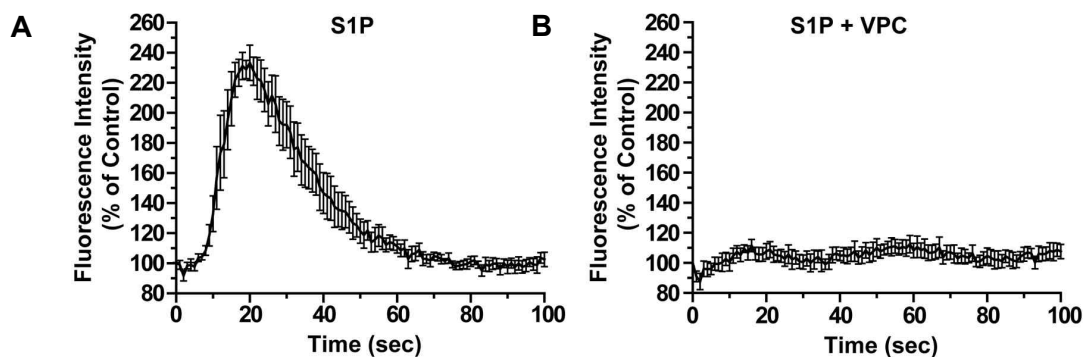 A
S1P
Fluorescence Intensity
(% of Control)
260
240
220
200
180
160
140
120
100
80
0 20 40 60 80 100
Time (sec)
B
S1P + VPC
Fluorescence Intensity
(% of Control)
260
240
220
200
180
160
140
120
100
80
0 20 40 60 80 100
Time (sec)